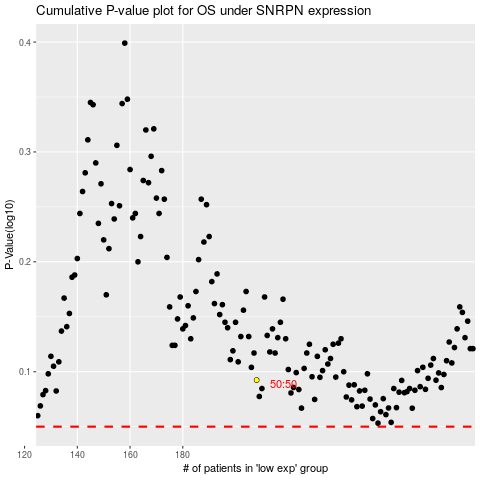 Cumulative P-value plot for OS under SNRPN expression
0.4
0.3
0.2
0.1
P-Value(log10)
50:50
120 140 160 180
# of patients in 'low exp' group